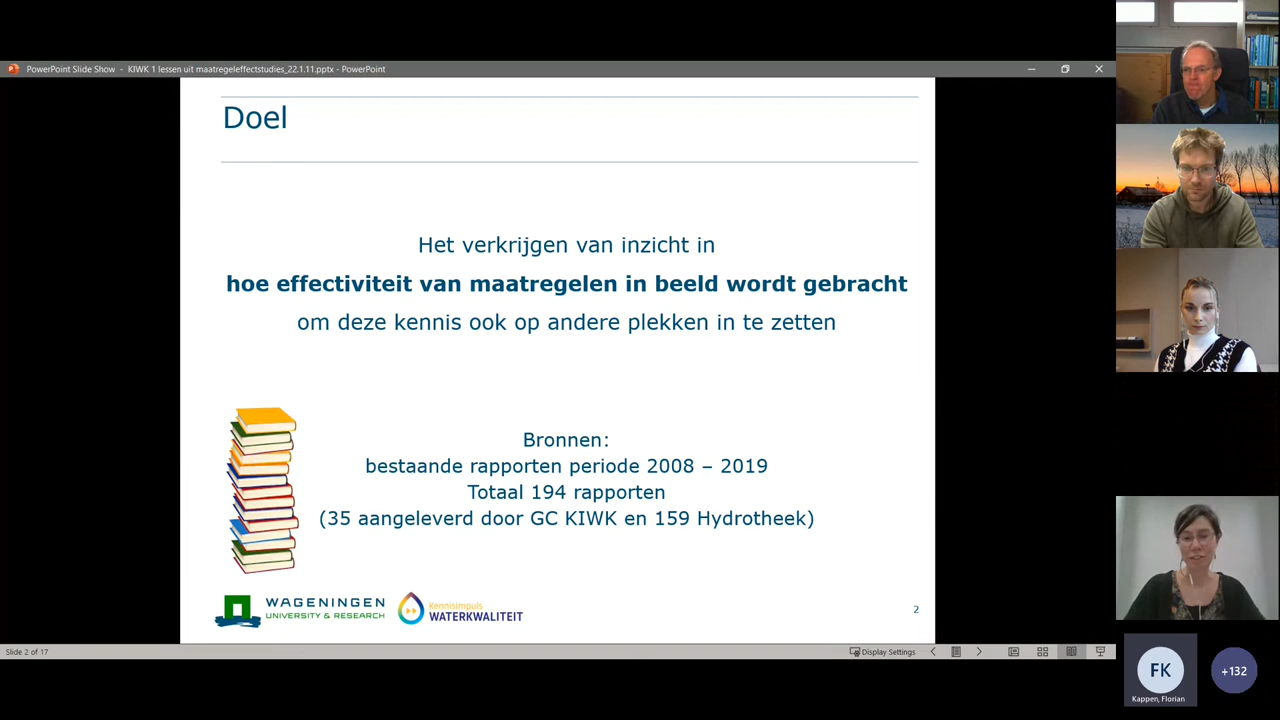 PowerPoint Slide Show - KIWK 1 lessen uit maatregeleffectstudies_22.1.11.pptx - PowerPoint
Doel
Het verkrijgen van inzicht in
hoe effectiviteit van maatregelen in beeld wordt gebracht
om deze kennis ook op andere plekken in te zetten
Bronnen:
bestaande rapporten periode 2008 – 2019
Totaal 194 rapporten
(35 aangeleverd door GC KIWK en 159 Hydrotheek)
WAGENINGEN
UNIVERSITY & RESEARCH
Kennisimpuls
WATERKWALITEIT
2
Slide 2 of 17
Display Settings
FK
Kappen, Florian
+132